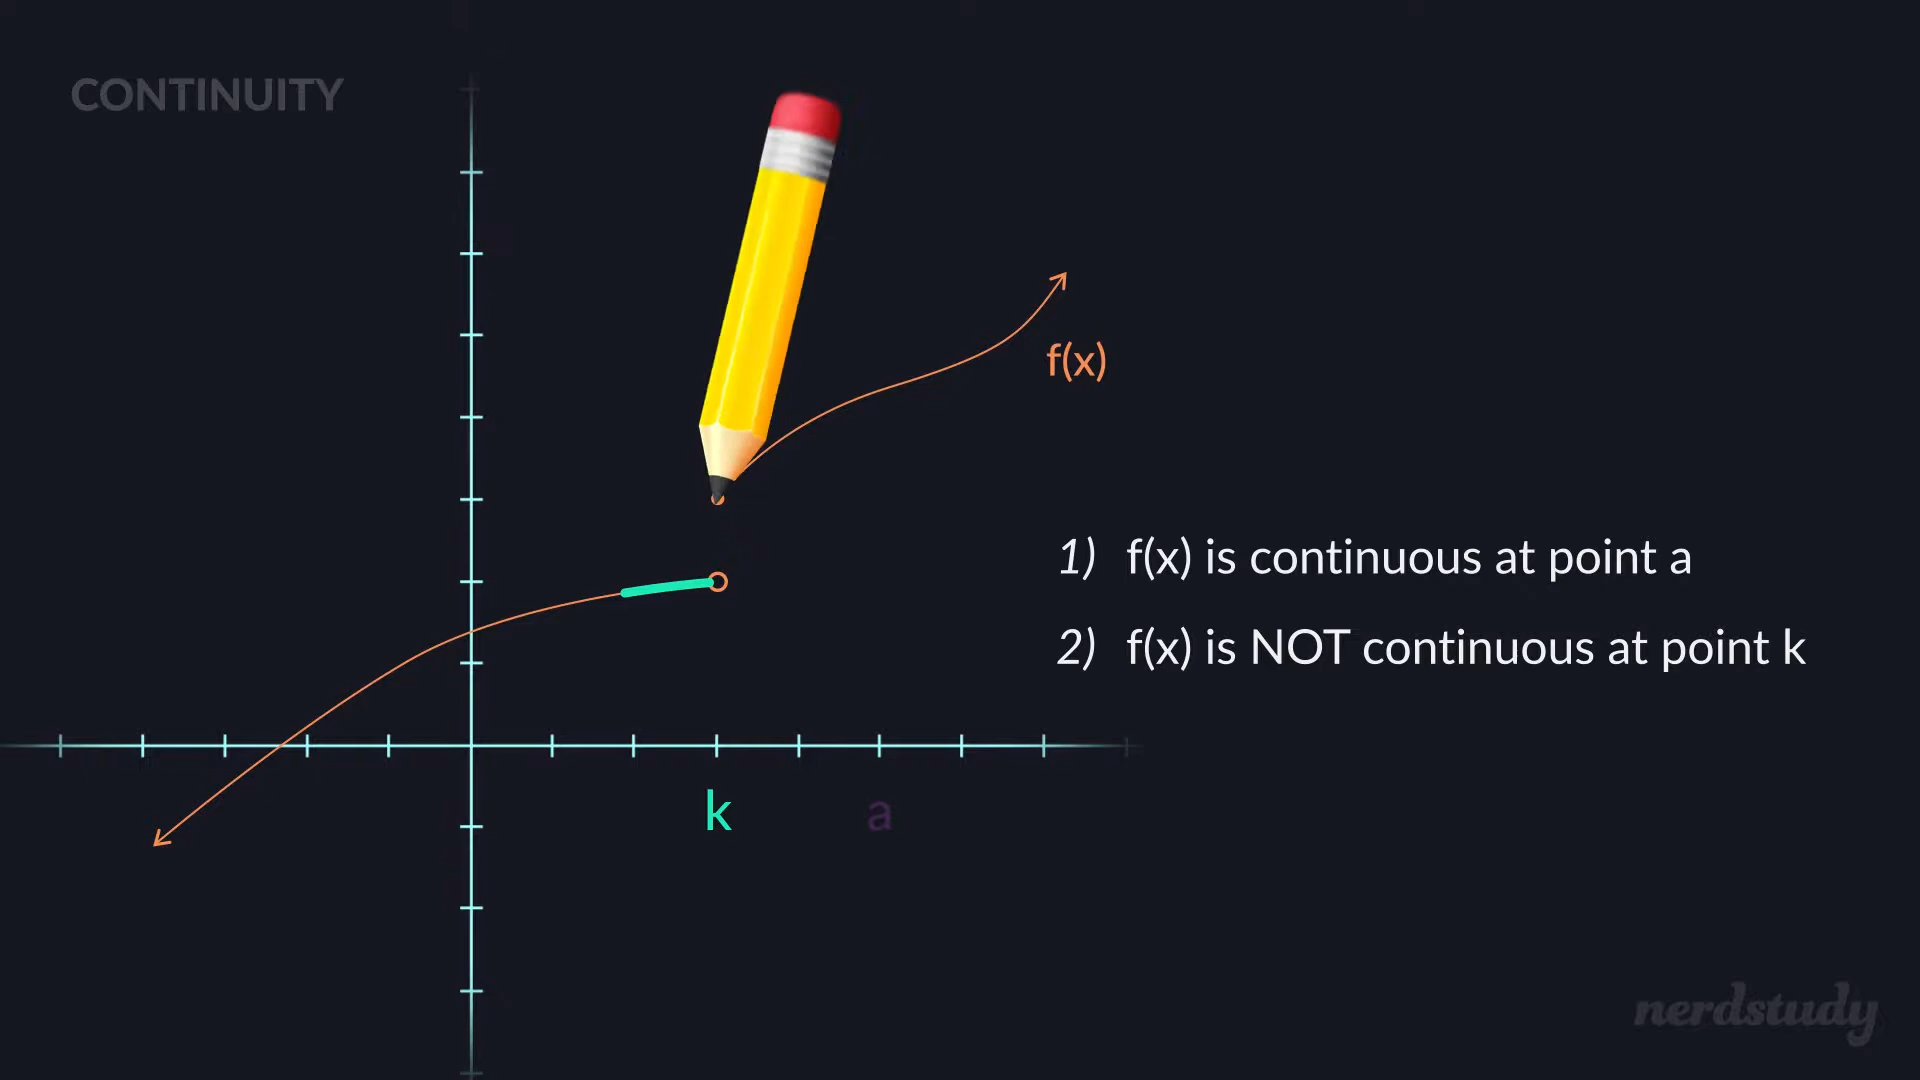 CONTINUITY
f(x)
1) f(x) is continuous at point a
2) f(x) is NOT continuous at point k
k a
nerdstudy